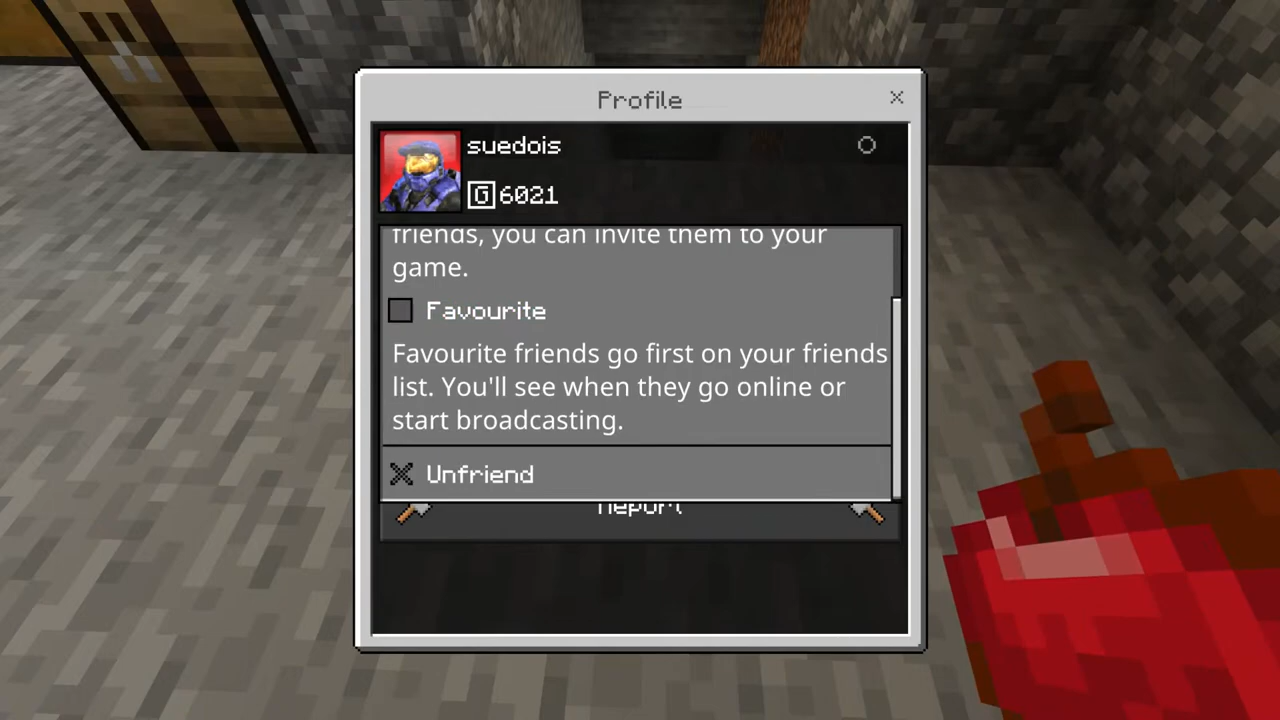 Profile
suedois
G 6021
friends, you can invite them to your
game.
Favourite
Favourite friends go first on your friends
list. You'll see when they go online or
start broadcasting.
Unfriend
Report